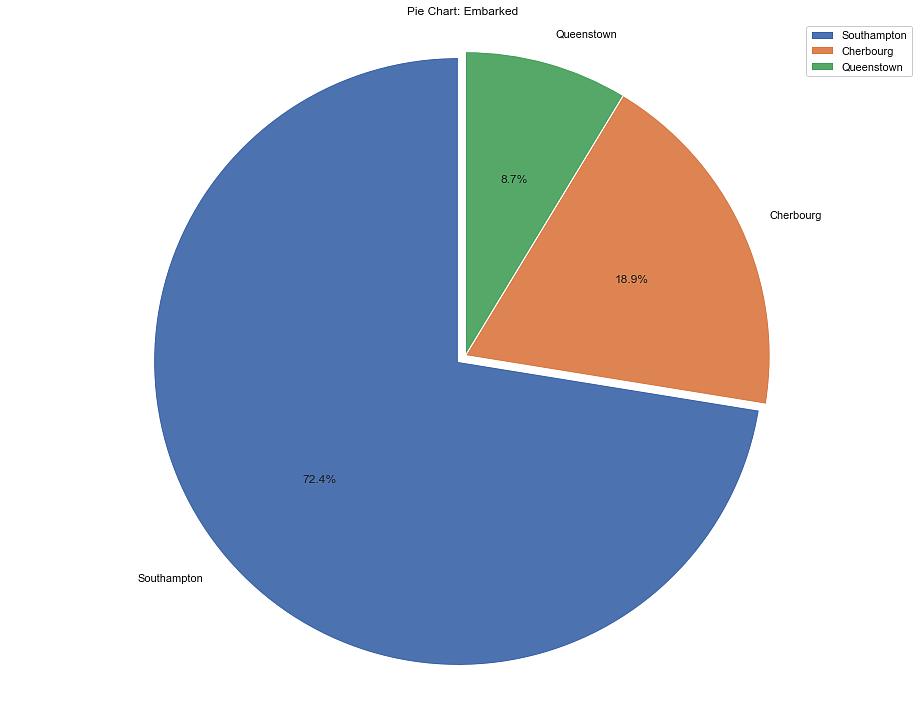 Pie Chart: Embarked
Queenstown
Southampton
Cherbourg
Queenstown
8.7%
Cherbourg
18.9%
72.4%
Southampton